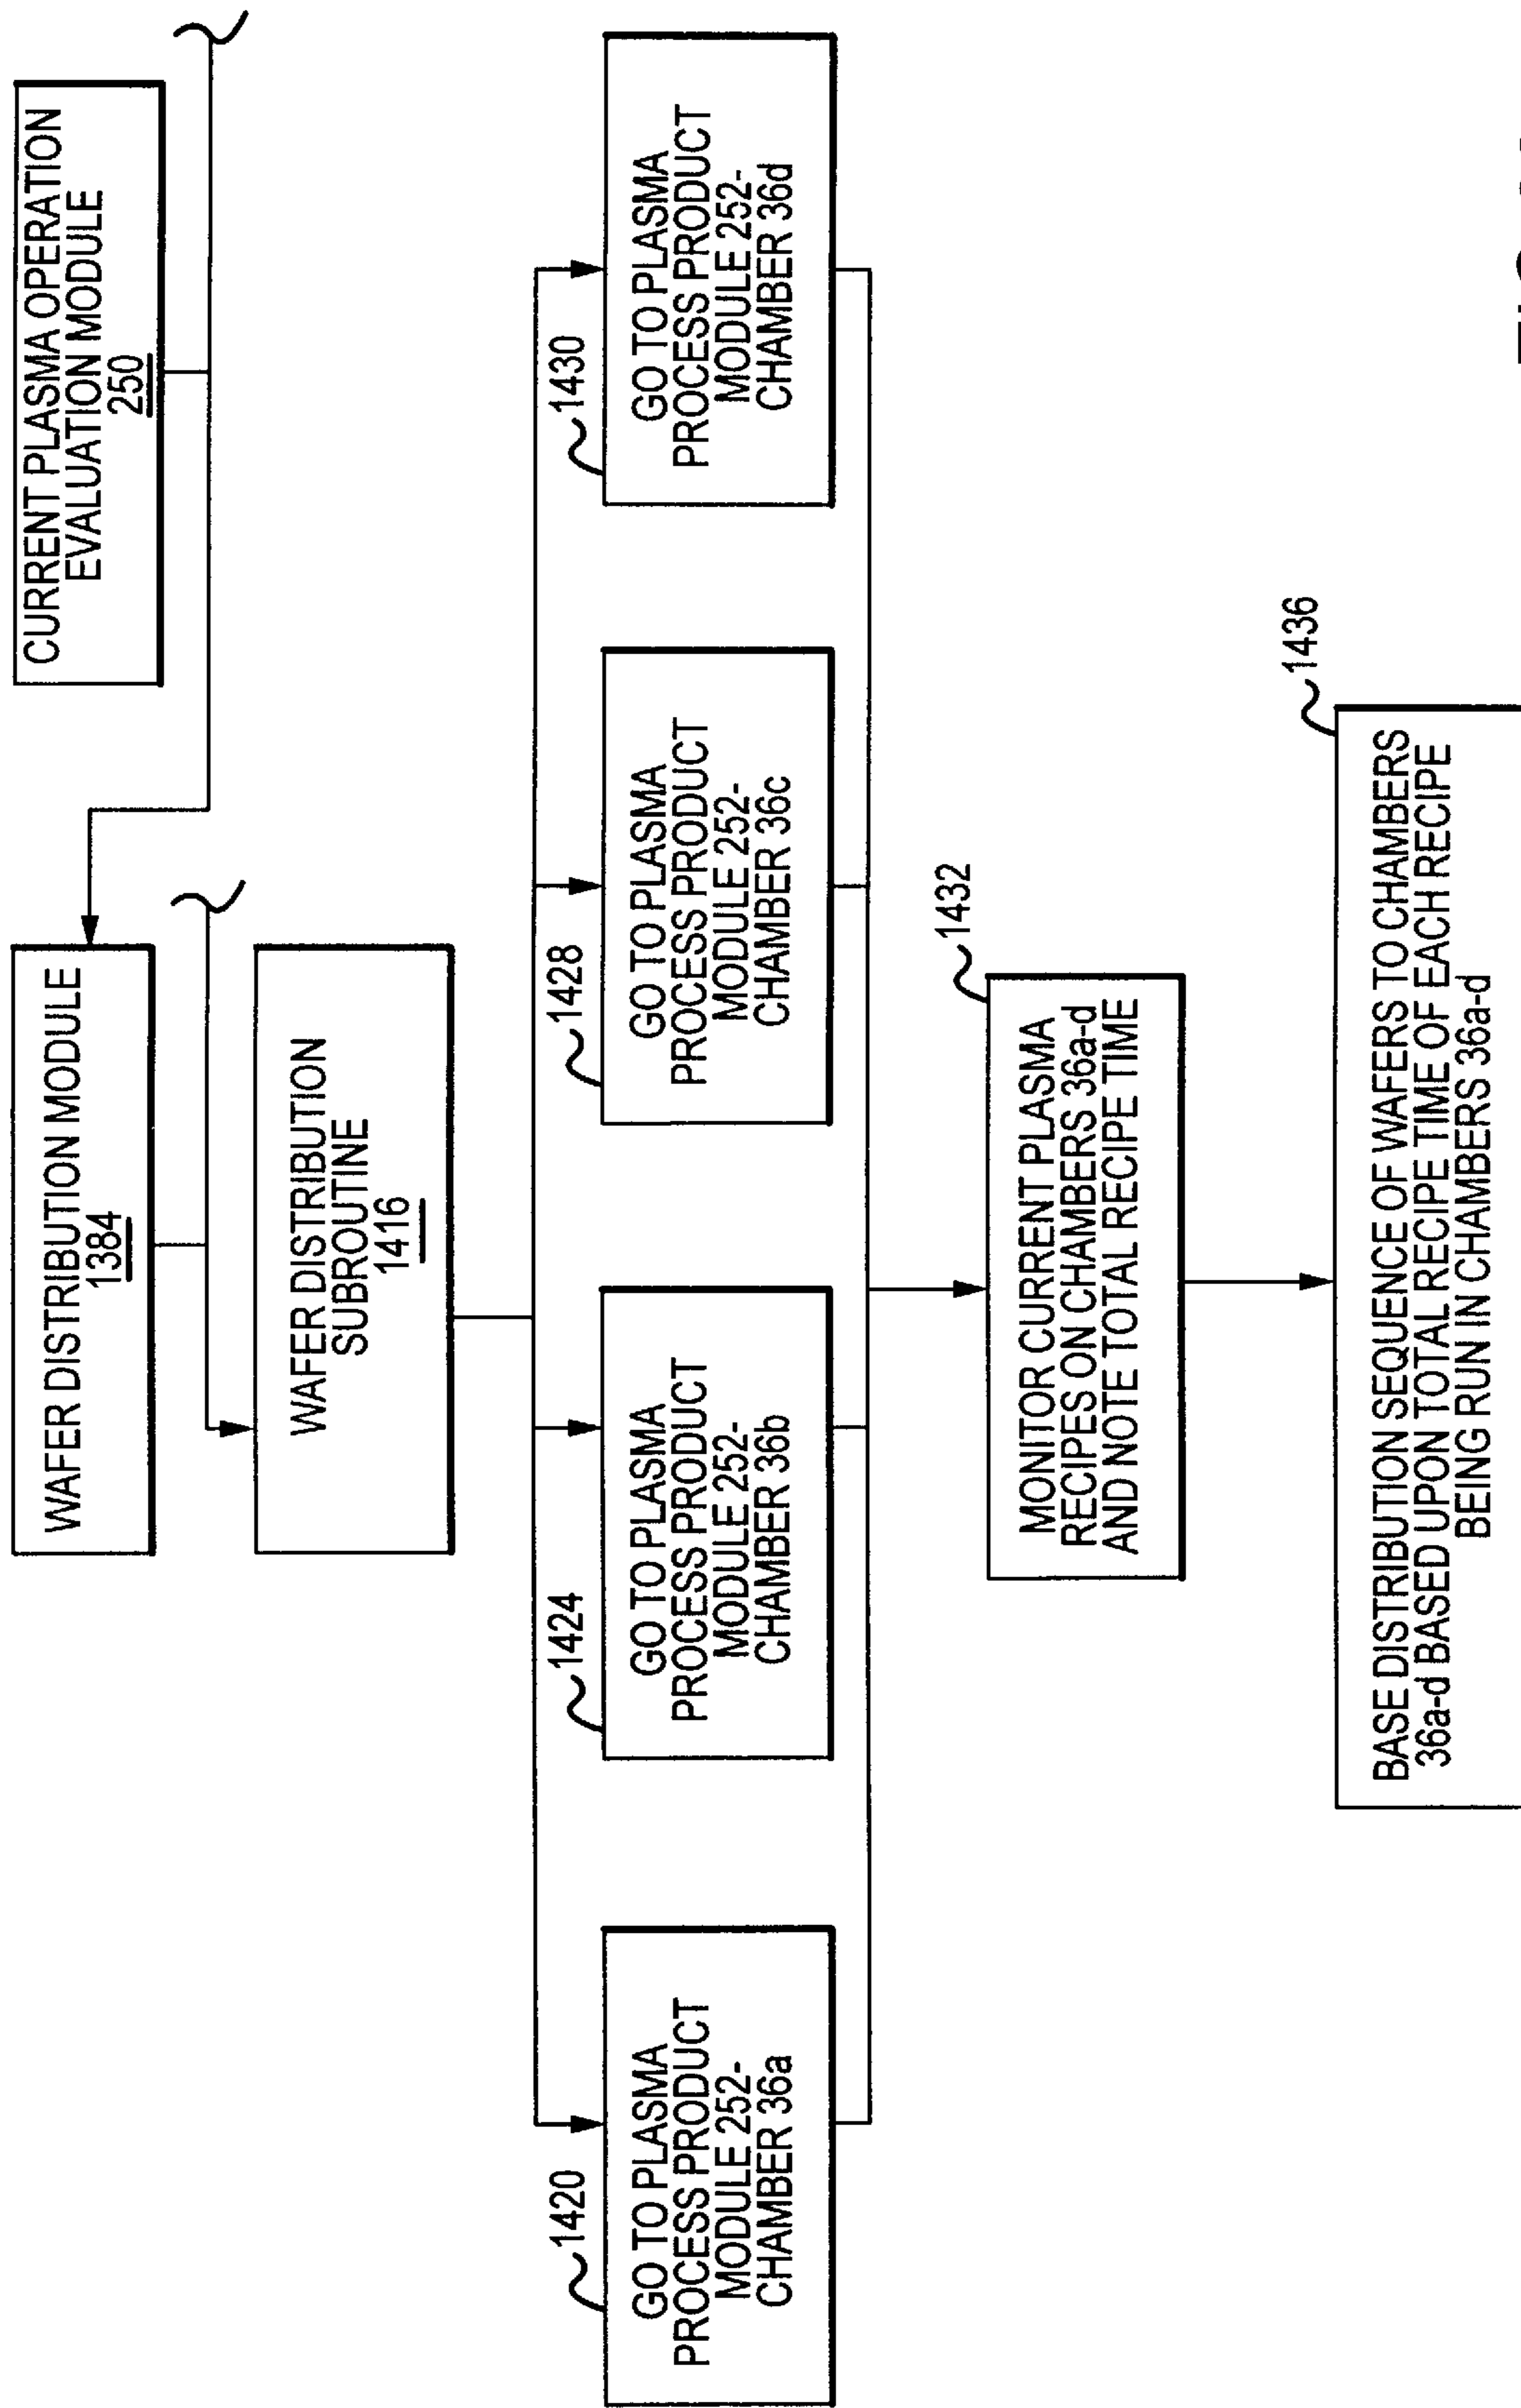 CURRENT PLASMA OPERATION
EVALUATION MODULE
250
WAFER DISTRIBUTION MODULE
1384
WAFER DISTRIBUTION
SUBROUTINE
1416
1420
GO TO PLASMA
PROCESS PRODUCT
MODULE 252-
CHAMBER 36a
1424
GO TO PLASMA
PROCESS PRODUCT
MODULE 252-
CHAMBER 36b
1428
GO TO PLASMA
PROCESS PRODUCT
MODULE 252-
CHAMBER 36c
1430
GO TO PLASMA
PROCESS PRODUCT
MODULE 252-
CHAMBER 36d
1432
MONITOR CURRENT PLASMA
RECIPES ON CHAMBERS 36a-d
AND NOTE TOTAL RECIPE TIME
1436
BASE DISTRIBUTION SEQUENCE OF WAFERS TO CHAMBERS
36a-d BASED UPON TOTAL RECIPE TIME OF EACH RECIPE
BEING RUN IN CHAMBERS 36a-d